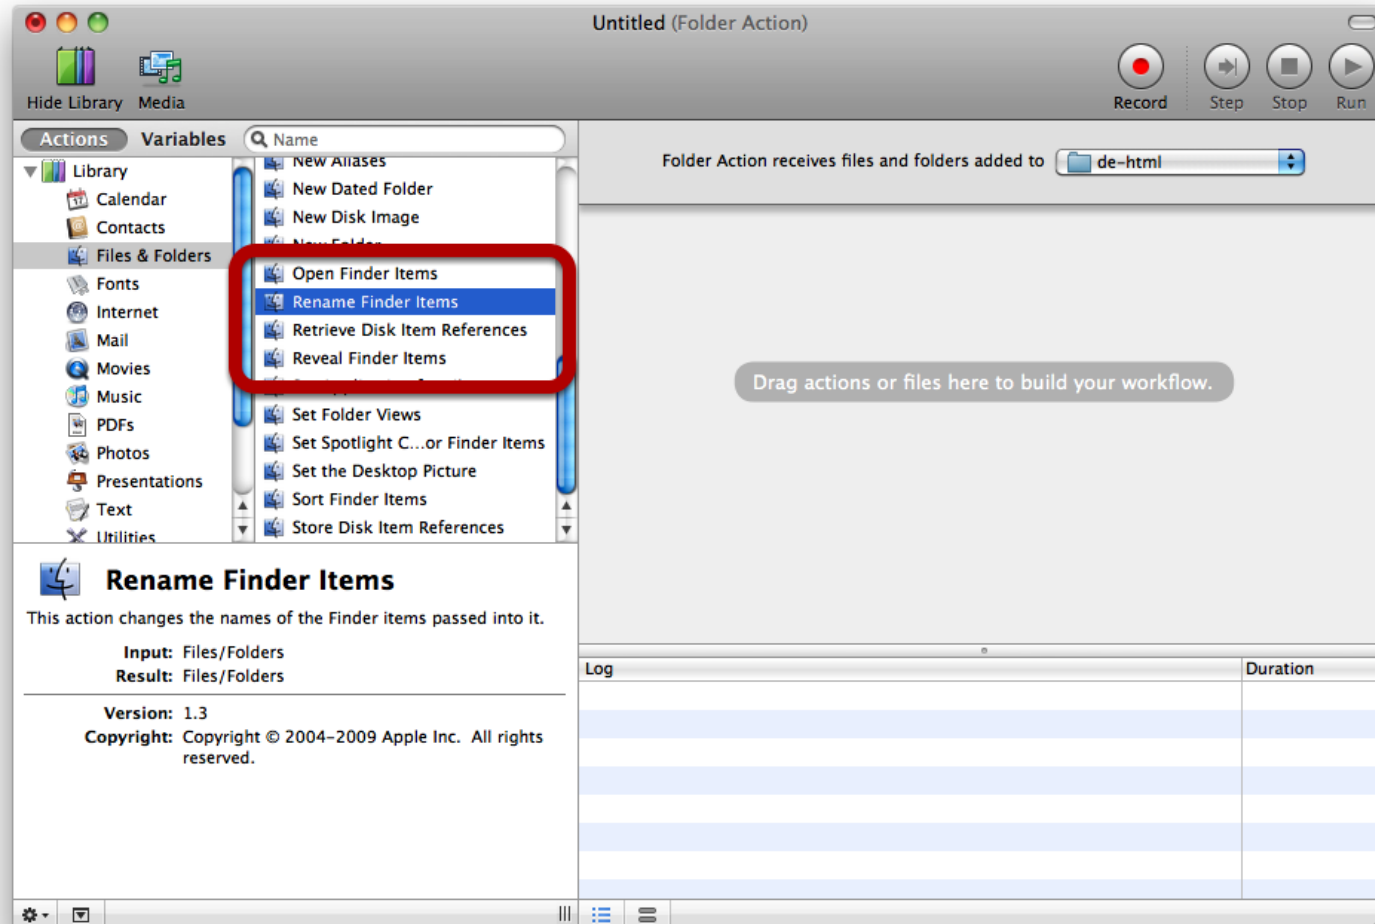 Untitled (Folder Action)
Hide Library
Media
Record
Step
Stop
Run
Actions
Variables
Name
Library
Calendar
Contacts
Files & Folders
Fonts
Internet
Mail
Movies
Music
PDFs
Photos
Presentations
Text
Utilities
New Aliases
New Dated Folder
New Disk Image
New Folder
Open Finder Items
Rename Finder Items
Retrieve Disk Item References
Reveal Finder Items
Set Folder Views
Set Spotlight C...or Finder Items
Set the Desktop Picture
Sort Finder Items
Store Disk Item References
Folder Action receives files and folders added to
de-html
Drag actions or files here to build your workflow.
Rename Finder Items
This action changes the names of the Finder items passed into it.
Input: Files/Folders
Result: Files/Folders
Version: 1.3
Copyright: Copyright © 2004-2009 Apple Inc. All rights
reserved.
Log
Duration